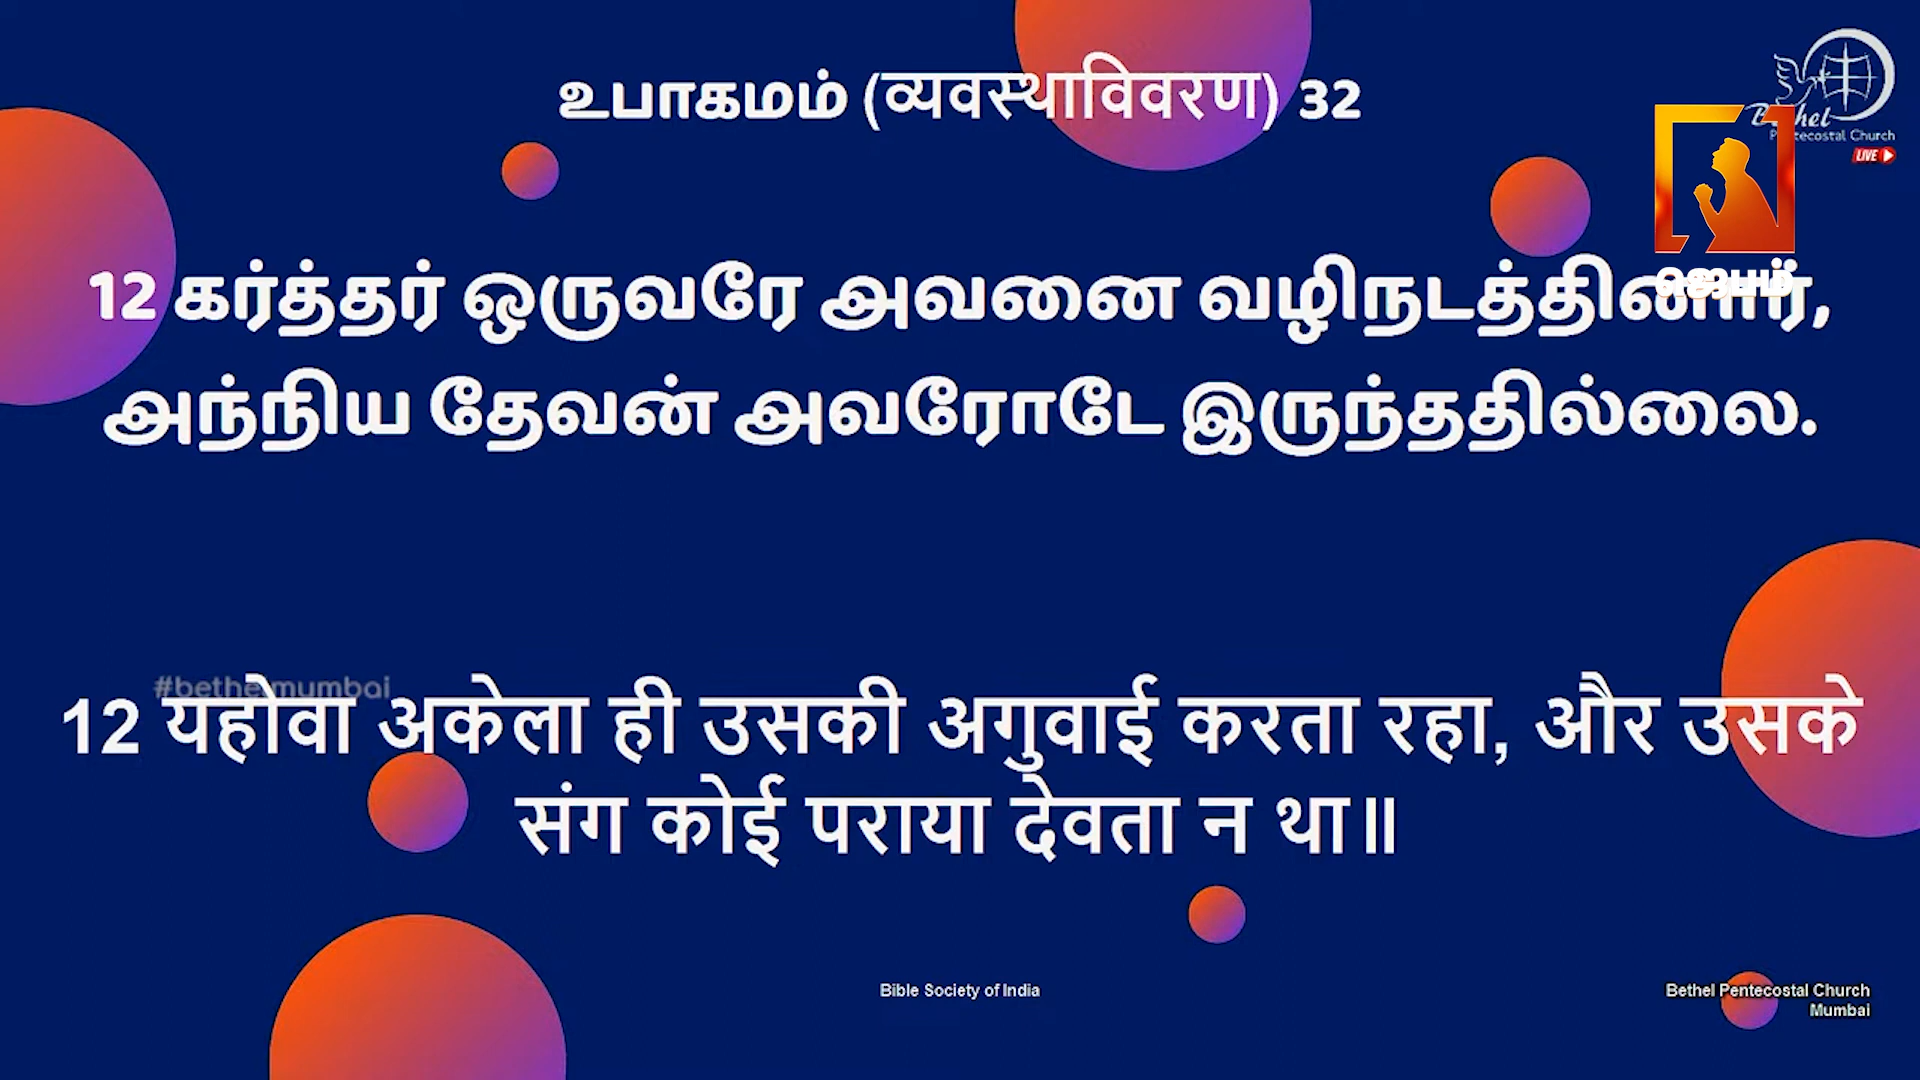 உபாகமம் (व्यवस्थाविवरण) 32
Bethel
Pentecostal Church
LIVE
ஜெபம்
12 கர்த்தர் ஒருவரே அவனை வழிநடத்தினார்,
அந்நிய தேவன் அவரோடே இருந்ததில்லை.
#bethelmumbai
12 यहोवा अकेला ही उसकी अगुवाई करता रहा, और उसके
संग कोई पराया देवता न था॥
Bible Society of India
Bethel Pentecostal Church
Mumbai